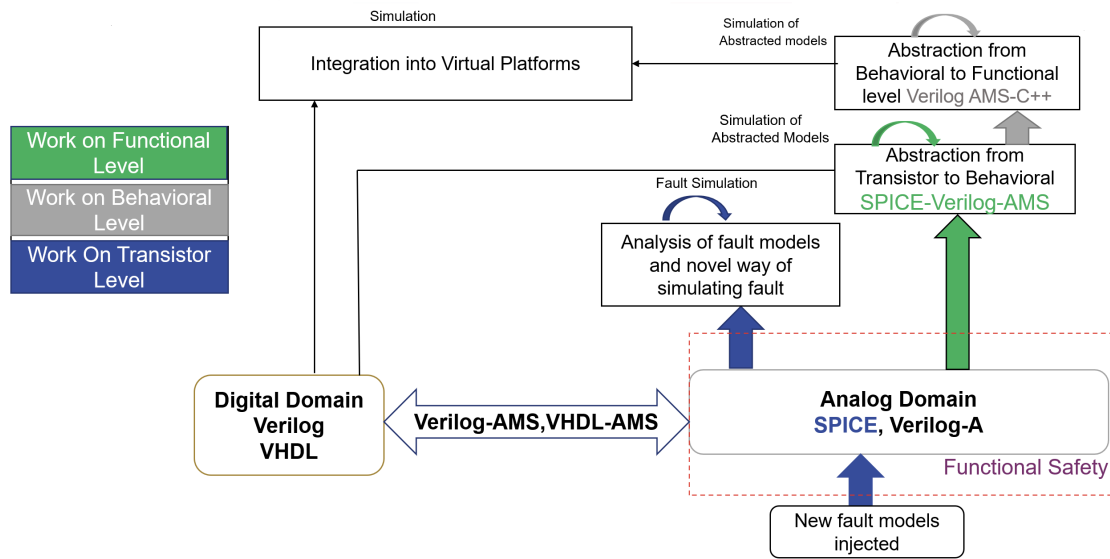 Simulation
Integration into Virtual Platforms
Simulation of
Abstracted models
Abstraction from
Behavioral to Functional
level Verilog AMS-C++
Work on Functional
Level
Work on Behavioral
Level
Work On Transistor
Level
Simulation of
Abstracted Models
Abstraction from
Transistor to Behavioral
SPICE-Verilog-AMS
Fault Simulation
Analysis of fault models
and novel way of
simulating fault
Digital Domain
Verilog
VHDL
Verilog-AMS,VHDL-AMS
Analog Domain
SPICE, Verilog-A
Functional Safety
New fault models
injected